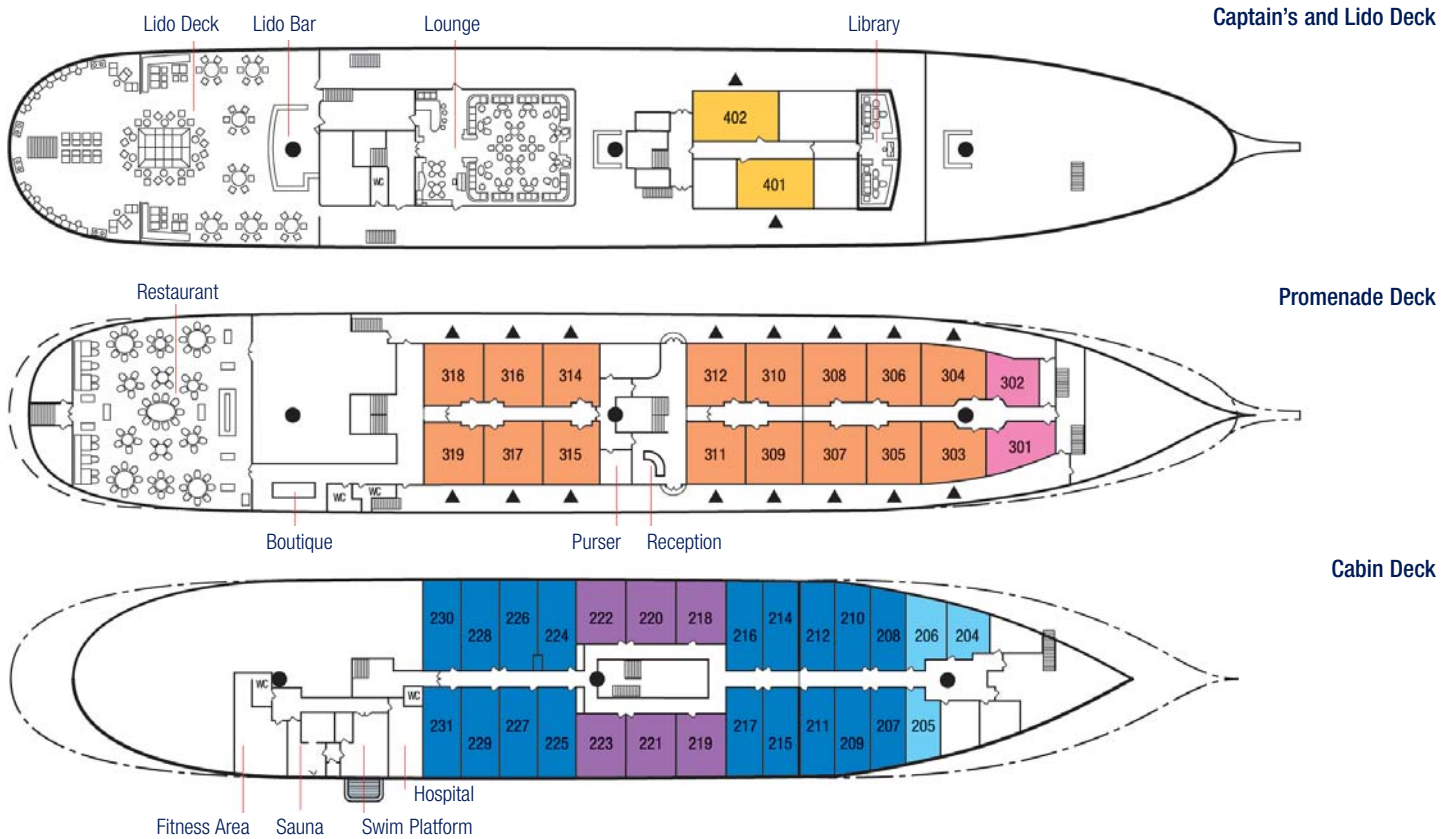 Captain's and Lido Deck
Lido Deck Lido Bar Lounge Library
402
WC
401
Promenade Deck
Restaurant
318 316 314 312 310 308 306 304 302
319 317 315 311 309 307 305 303 301
WC WC
Boutique Purser Reception
Cabin Deck
230 228 226 224 222 220 218 216 214 212 210 208 206 204
WC WC
231 229 227 225 223 221 219 217 215 211 209 207 205
Hospital
Fitness Area Sauna Swim Platform